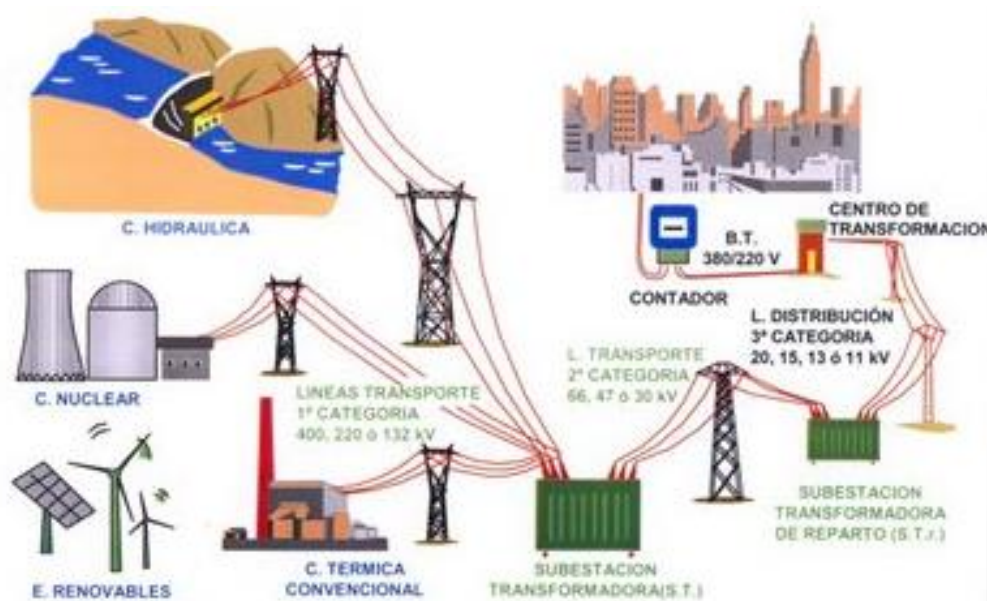 C. HIDRAULICA
CENTRO DE
TRANSFORMACION
B.T.
380/220 V
CONTADOR
L. DISTRIBUCIÓN
3ª CATEGORIA
20, 15, 13 ó 11 kV
L. TRANSPORTE
2ª CATEGORIA
66, 47 ó 30 kV
C. NUCLEAR
LINEAS TRANSPORTE
1ª CATEGORIA
400, 220 ó 132 kV
SUBESTACION
TRANSFORMADORA
DE REPARTO (S.T.r.)
E. RENOVABLES
C. TERMICA
CONVENCIONAL
SUBESTACION
TRANSFORMADORA(S.T.)